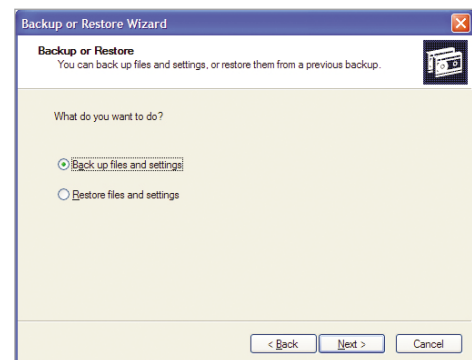 Backup or Restore Wizard
Backup or Restore
You can back up files and settings, or restore them from a previous backup.
What do you want to do?
Back up files and settings
Restore files and settings
< Back Next > Cancel